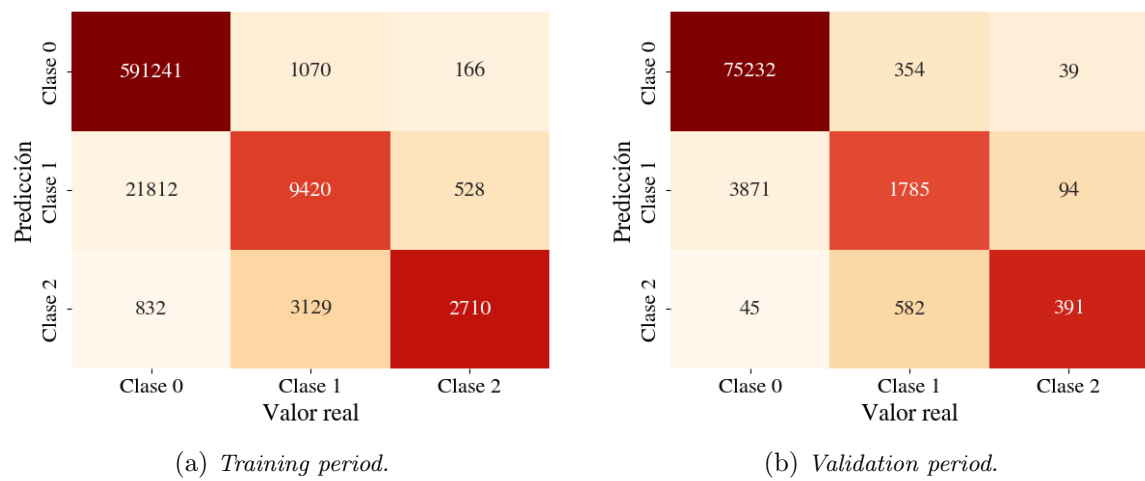 Predicción
Clase 0
591241 1070 166
Clase 1
21812 9420 528
Clase 2
832 3129 2710
Clase 0 Clase 1 Clase 2
Valor real
(a) Training period.
Predicción
Clase 0
75232 354 39
Clase 1
3871 1785 94
Clase 2
45 582 391
Clase 0 Clase 1 Clase 2
Valor real
(b) Validation period.